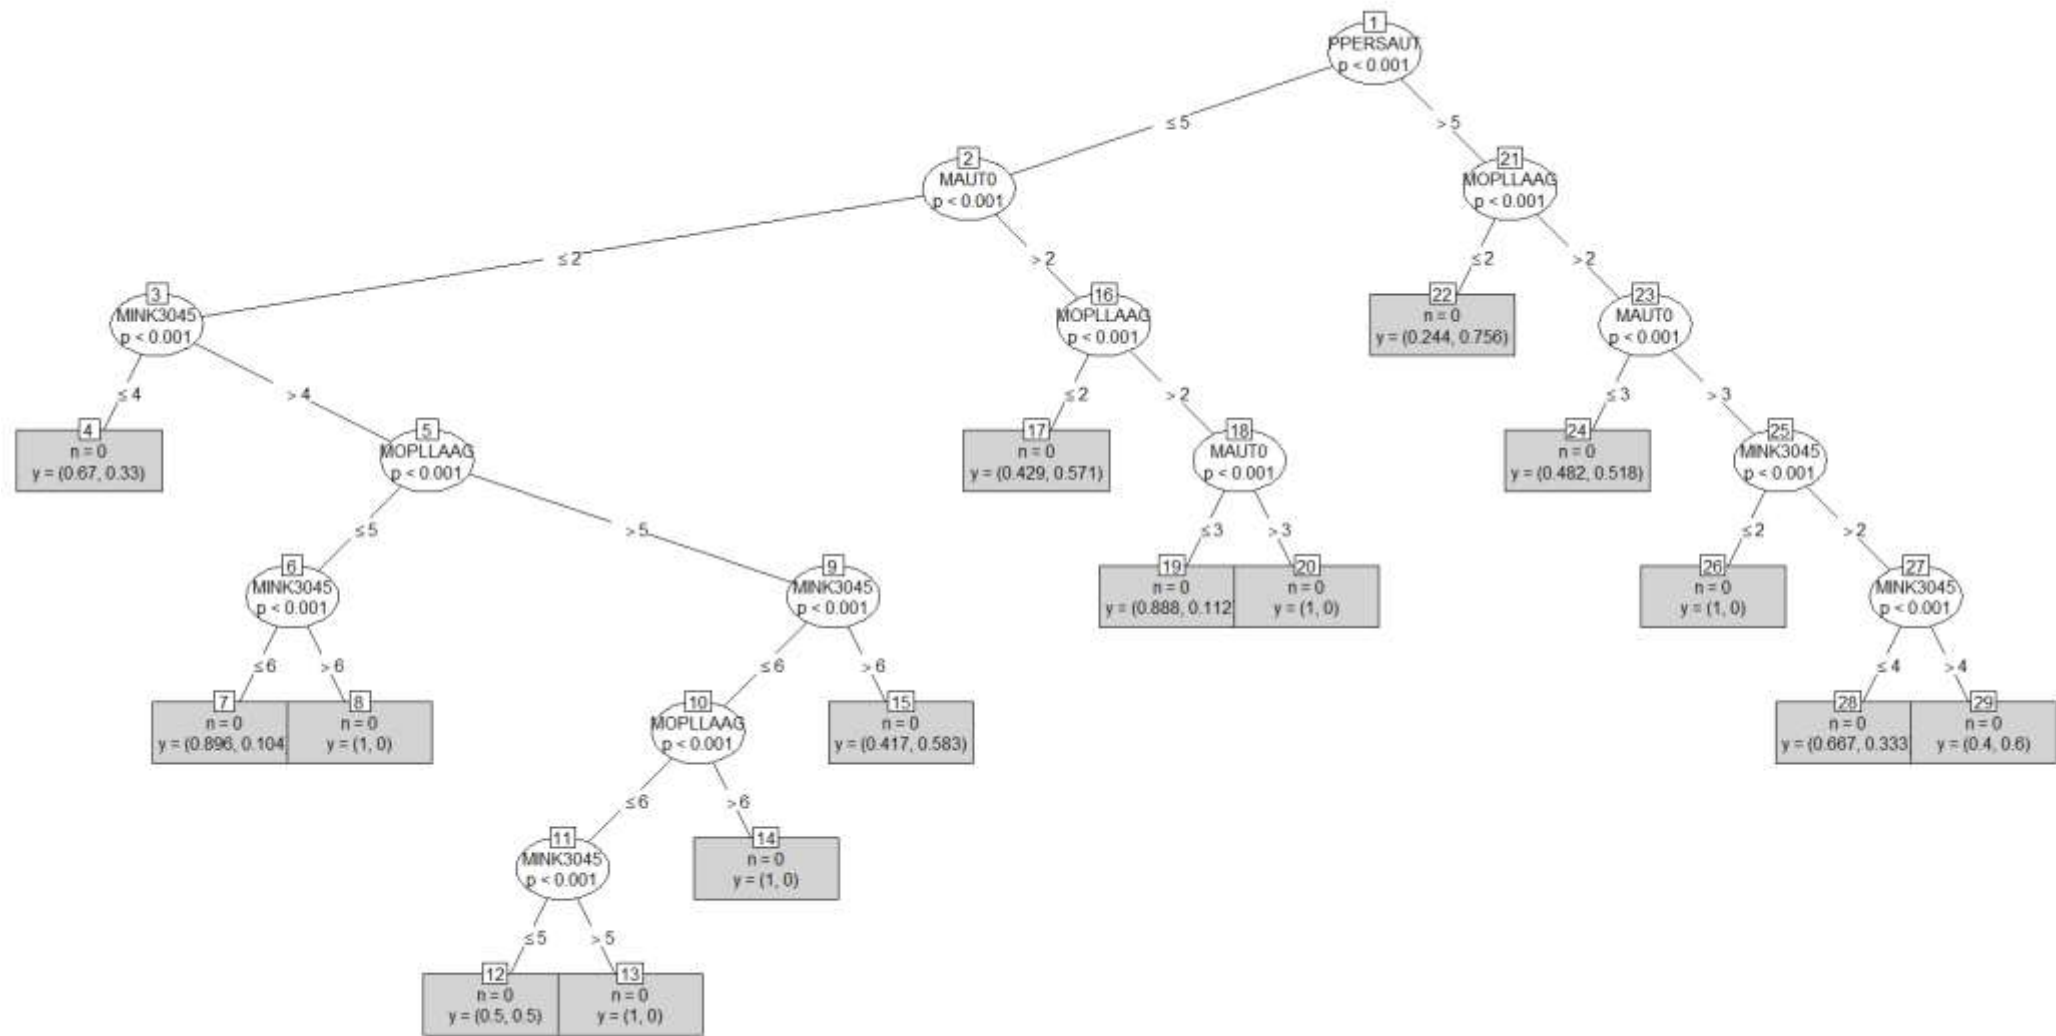 1
PPERSAUT
p < 0.001
≤ 5
> 5
2
MAUT0
p < 0.001
21
MOPLLAAG
p < 0.001
≤ 2
> 2
≤ 2
> 2
3
MINK3045
p < 0.001
16
MOPLLAAG
p < 0.001
22
n = 0
y = (0.244, 0.756)
23
MAUT0
p < 0.001
≤ 4
> 4
≤ 2
> 2
≤ 3
> 3
4
n = 0
y = (0.67, 0.33)
5
MOPLLAAG
p < 0.001
17
n = 0
y = (0.429, 0.571)
18
MAUT0
p < 0.001
24
n = 0
y = (0.482, 0.518)
25
MINK3045
p < 0.001
≤ 5
> 5
≤ 3
> 3
≤ 2
> 2
6
MINK3045
p < 0.001
9
MINK3045
p < 0.001
19
n = 0
y = (0.888, 0.112
20
n = 0
y = (1, 0)
26
n = 0
y = (1, 0)
27
MINK3045
p < 0.001
≤ 6
> 6
≤ 6
> 6
≤ 4
> 4
7
n = 0
y = (0.896, 0.104
8
n = 0
y = (1, 0)
10
MOPLLAAG
p < 0.001
15
n = 0
y = (0.417, 0.583)
28
n = 0
y = (0.667, 0.333
29
n = 0
y = (0.4, 0.6)
≤ 6
> 6
11
MINK3045
p < 0.001
14
n = 0
y = (1, 0)
≤ 5
> 5
12
n = 0
y = (0.5, 0.5)
13
n = 0
y = (1, 0)